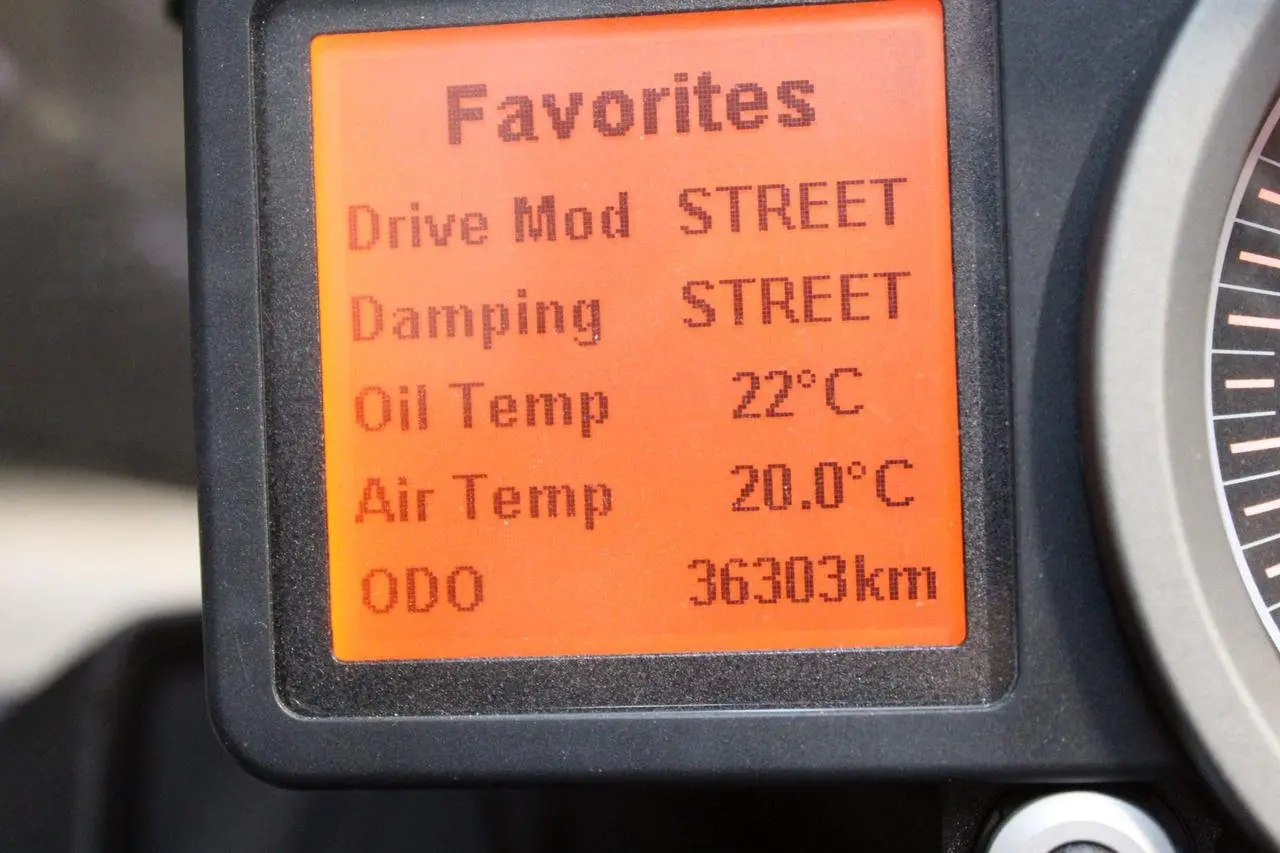 Favorites
Drive Mod STREET
Damping STREET
Oil Temp 22°C
Air Temp 20.0°C
ODO 36303km